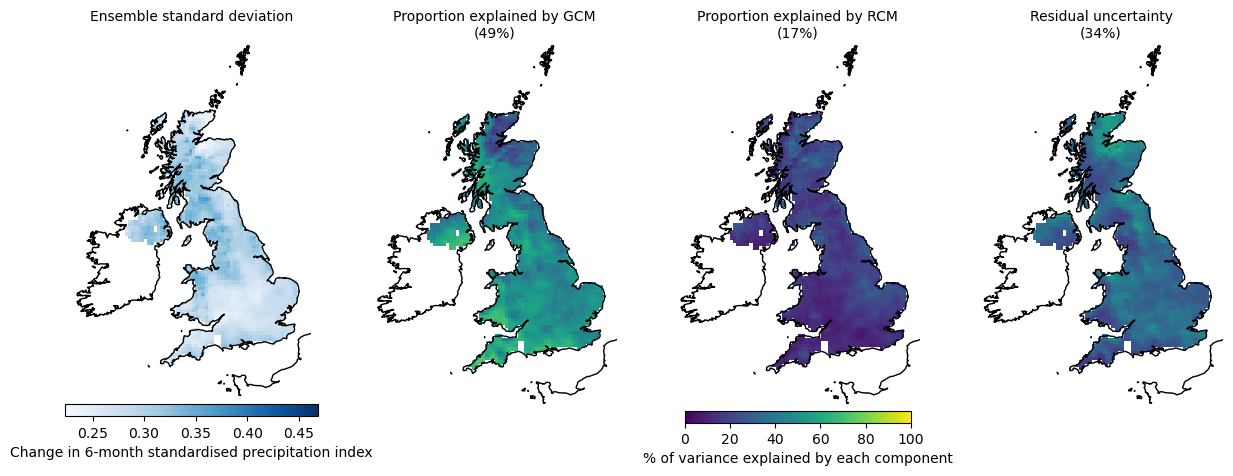 Ensemble standard deviation
Proportion explained by GCM
(49%)
Proportion explained by RCM
(17%)
Residual uncertainty
(34%)
0.25 0.30 0.35 0.40 0.45
Change in 6-month standardised precipitation index
0 20 40 60 80 100
% of variance explained by each component